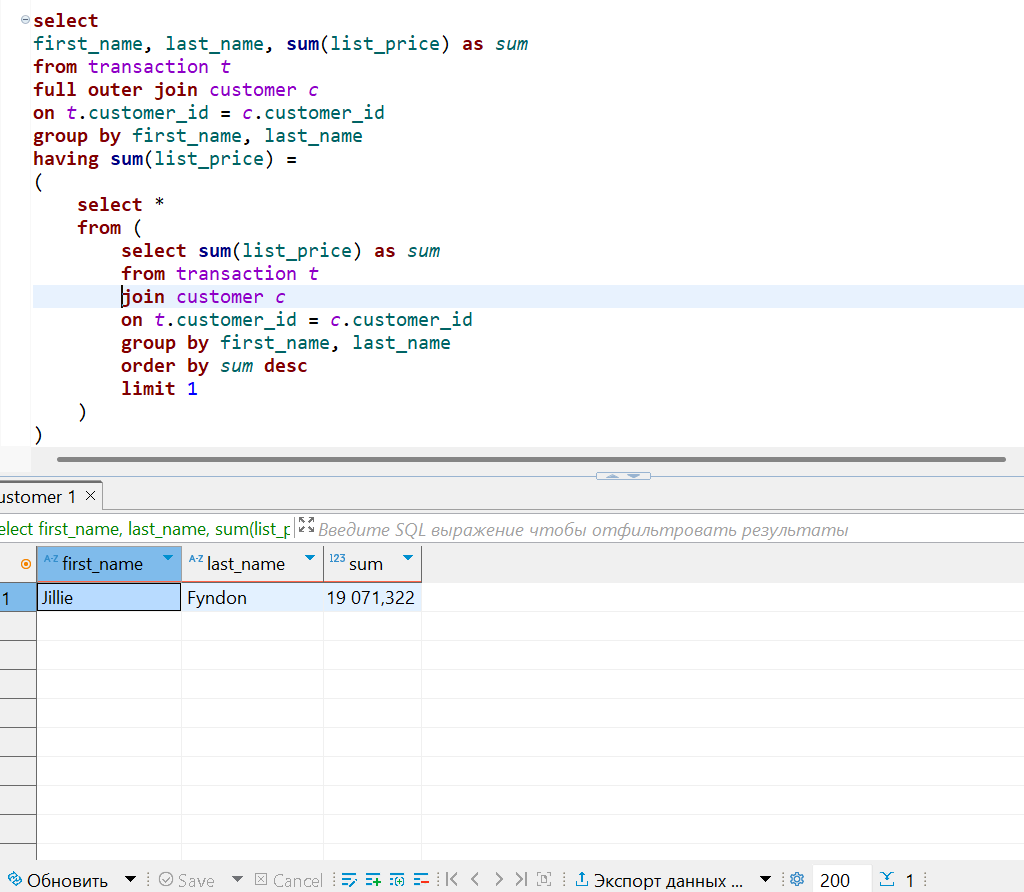 select
first_name, last_name, sum(list_price) as sum
from transaction t
full outer join customer c
on t.customer_id = c.customer_id
group by first_name, last_name
having sum(list_price) =
(
select *
from (
select sum(list_price) as sum
from transaction t
join customer c
on t.customer_id = c.customer_id
group by first_name, last_name
order by sum desc
limit 1
)
)
ustomer 1 ×
elect first_name, last_name, sum(list_p Введите SQL выражение чтобы отфильтровать результаты
A-Z first_name A-Z last_name 123 sum
1 Jillie Fyndon 19 071,322
Обновить Save Cancel Экспорт данных ... 200 1